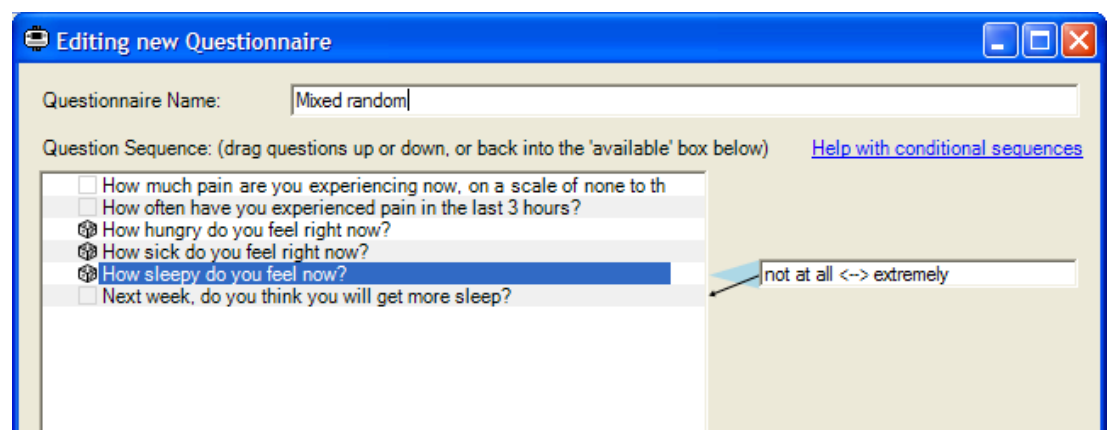 Editing new Questionnaire
Questionnaire Name: Mixed random
Question Sequence: (drag questions up or down, or back into the 'available' box below) Help with conditional sequences
How much pain are you experiencing now, on a scale of none to th
How often have you experienced pain in the last 3 hours?
How hungry do you feel right now?
How sick do you feel right now?
How sleepy do you feel now? not at all <--> extremely
Next week, do you think you will get more sleep?